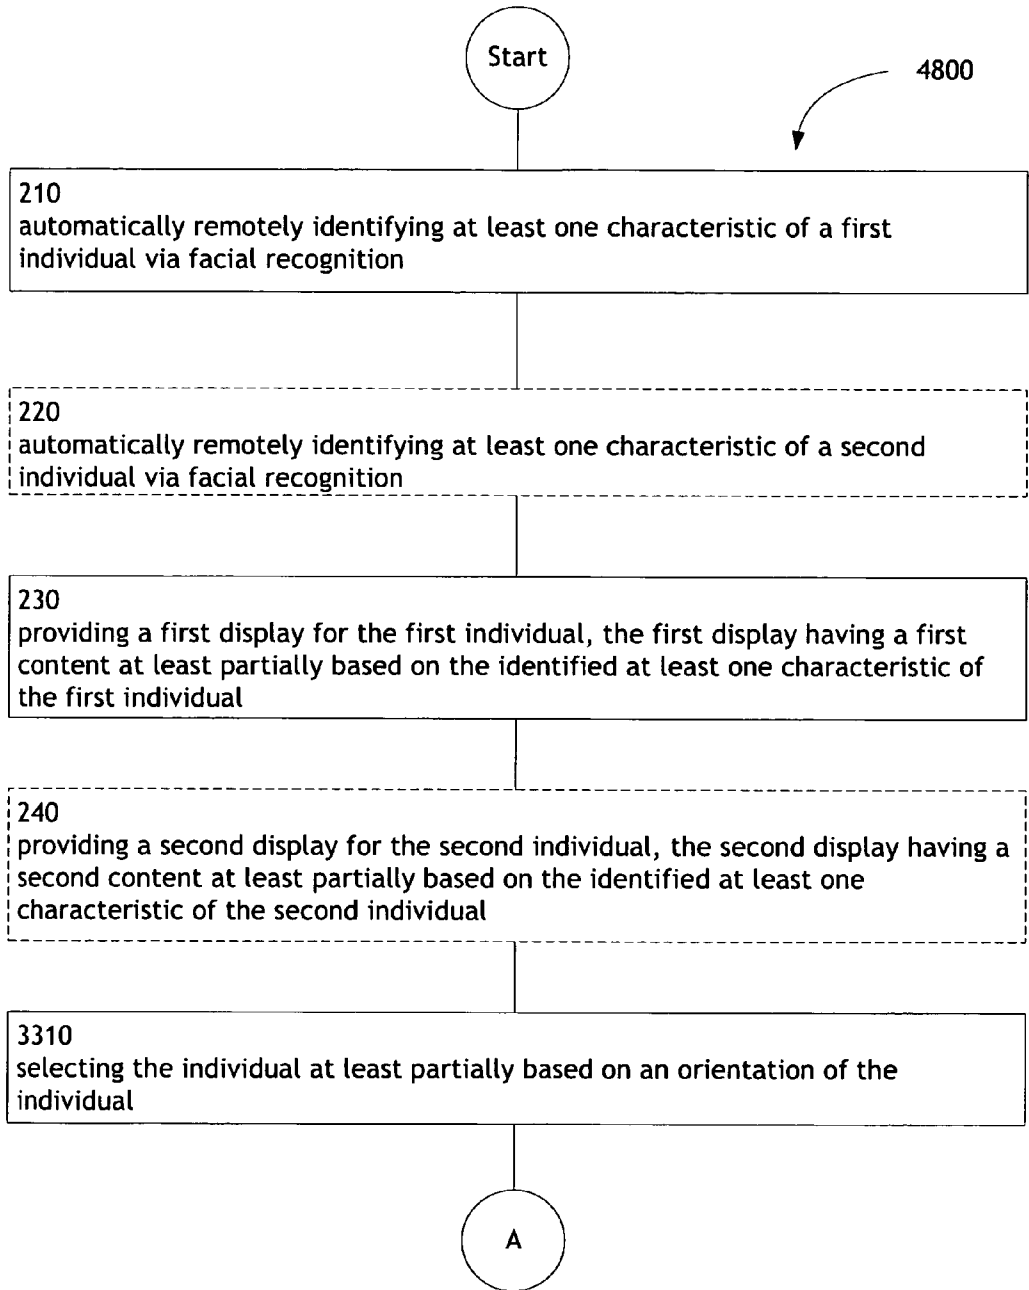 Start
4800
210
automatically remotely identifying at least one characteristic of a first
individual via facial recognition
220
automatically remotely identifying at least one characteristic of a second
individual via facial recognition
230
providing a first display for the first individual, the first display having a first
content at least partially based on the identified at least one characteristic of
the first individual
240
providing a second display for the second individual, the second display having a
second content at least partially based on the identified at least one
characteristic of the second individual
3310
selecting the individual at least partially based on an orientation of the
individual
A